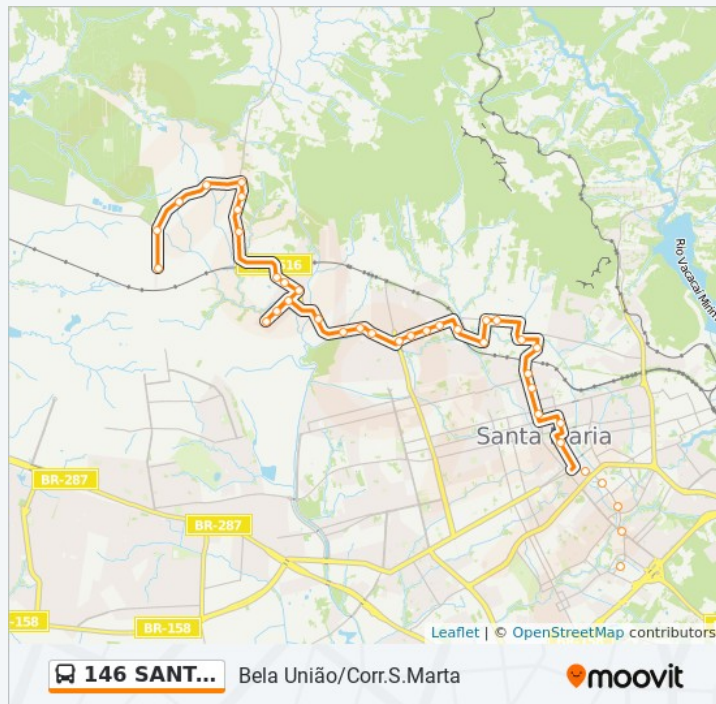 616
Rio Vacacaí Mirim
Santa Maria
BR-287
BR-287
-158
BR-158
Leaflet | © OpenStreetMap contributors
146 SANT... Bela União/Corr.S.Marta moovit